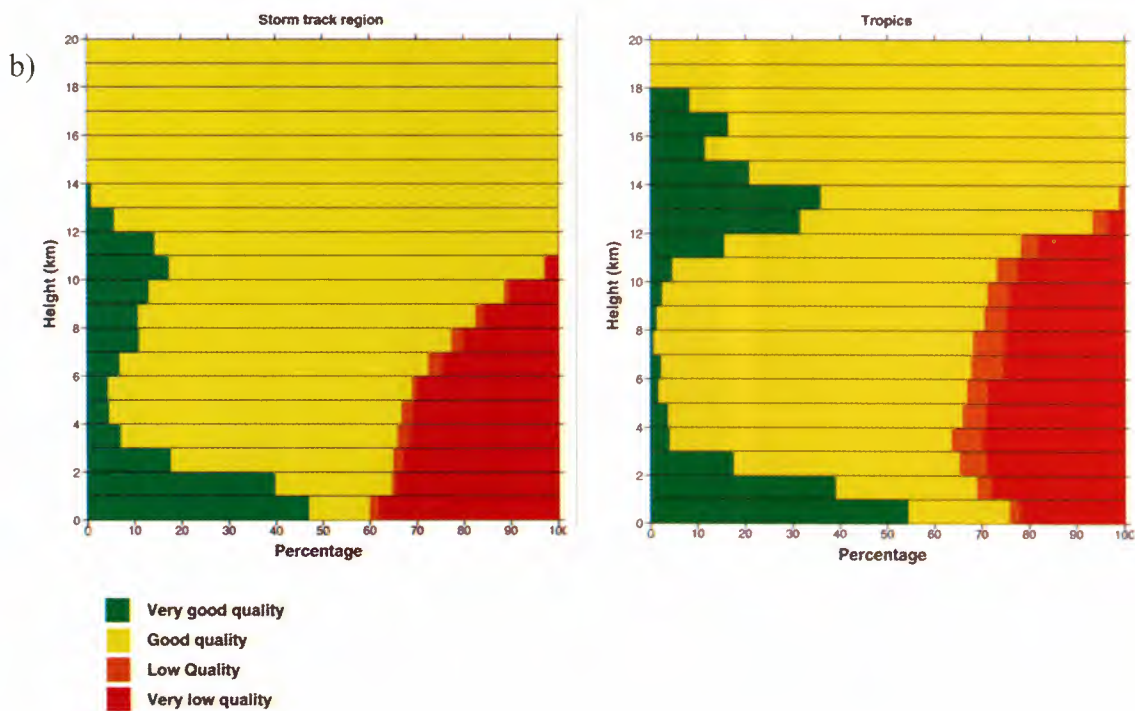 b)
Storm track region
20
18
16
14
12
10
8
6
4
2
0
Height (km)
0 10 20 30 40 50 60 70 80 90 100
Percentage
Tropics
20
18
16
14
12
10
8
6
4
2
0
Height (km)
0 10 20 30 40 50 60 70 80 90 100
Percentage
Very good quality
Good quality
Low Quality
Very low quality